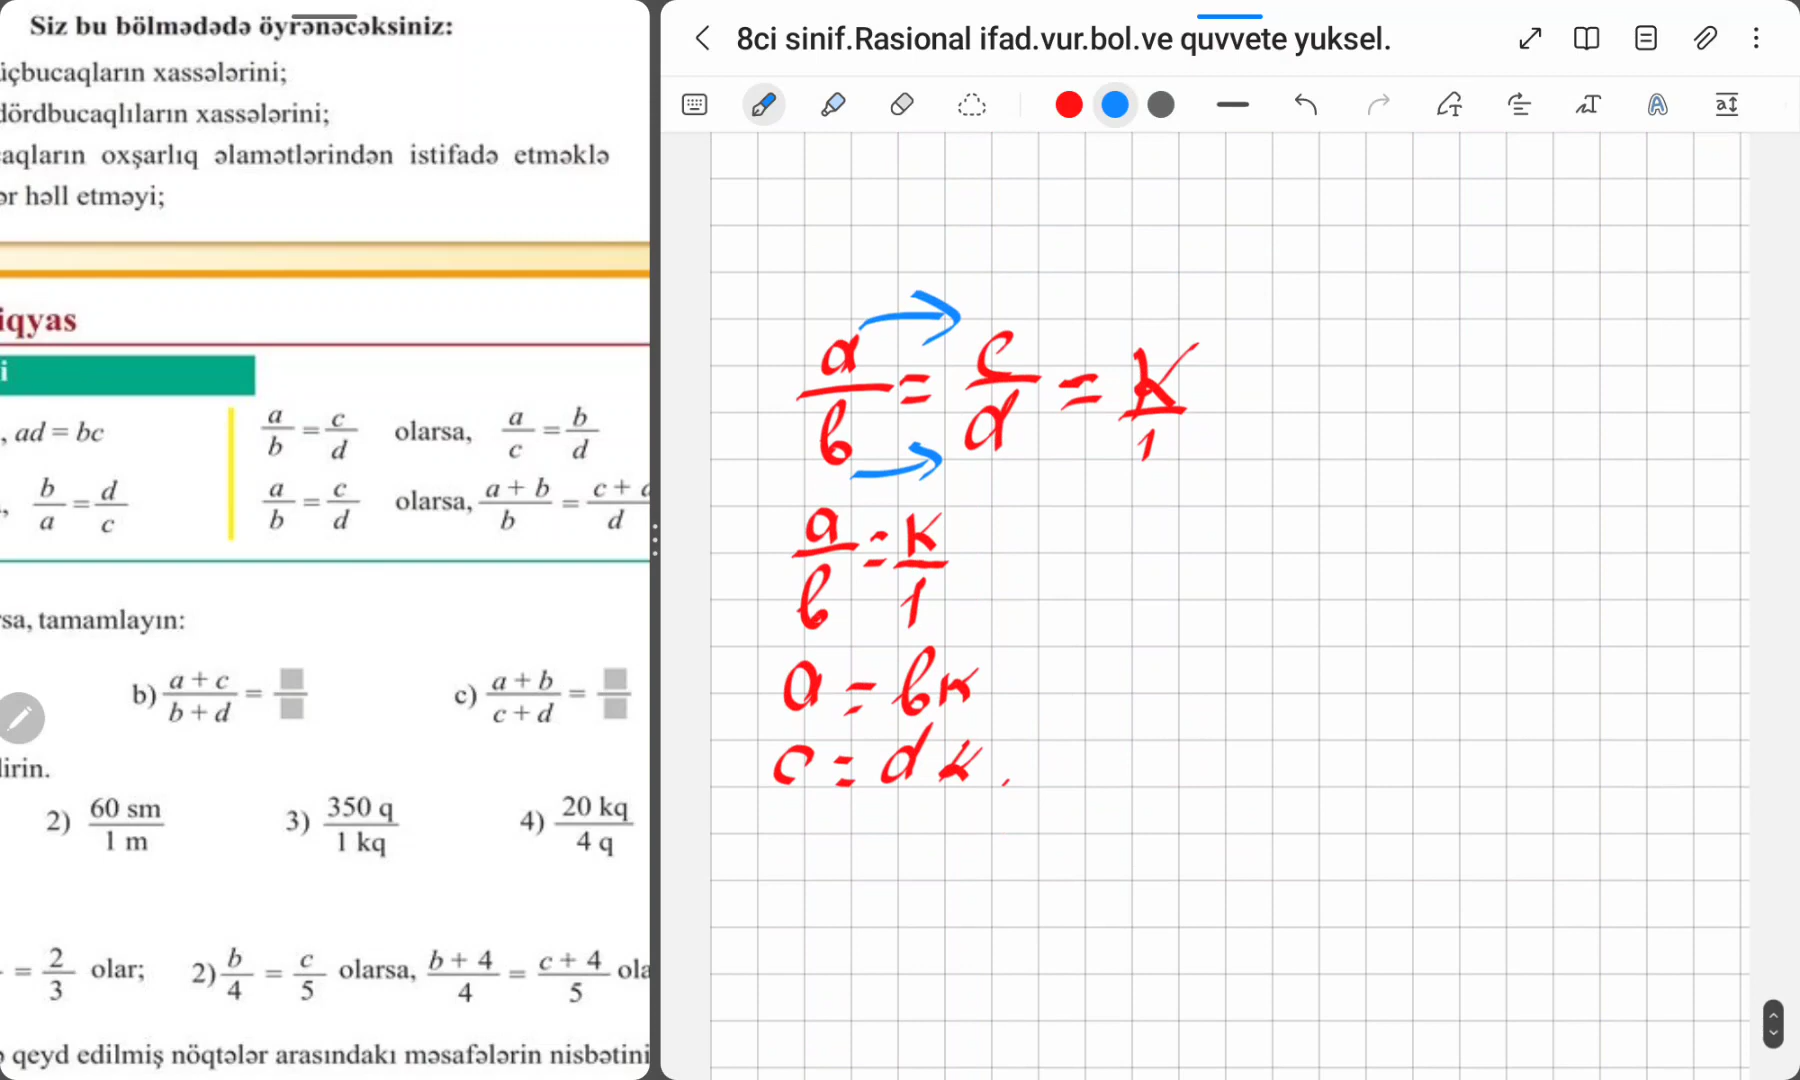 Siz bu bölmədədə öyrənəcəksiniz:
üçbucaqların xassələrini;
dördbucaqlıların xassələrini;
aqların oxşarlıq əlamətlərindən istifadə etməklə
ər həll etməyi;
iqyas
i
, ad = bc
a/b = c/d olarsa, a/c = b/d
, b/a = d/c
a/b = c/d olarsa, (a + b)/b = (c + d)/d
sa, tamamlayın:
b) (a + c)/(b + d) = c) (a + b)/(c + d) =
lirin.
2) 60 sm/1 m 3) 350 q/1 kq 4) 20 kq/4 q
= 2/3 olar; 2) b/4 = c/5 olarsa, (b + 4)/4 = (c + 4)/5 ola
ə qeyd edilmiş nöqtələr arasındakı məsafələrin nisbətini
8ci sinif.Rasional ifad.vur.bol.ve quvvete yuksel.
a/b = c/d = k/1
a/b = k/1
a = bk
c = dk.